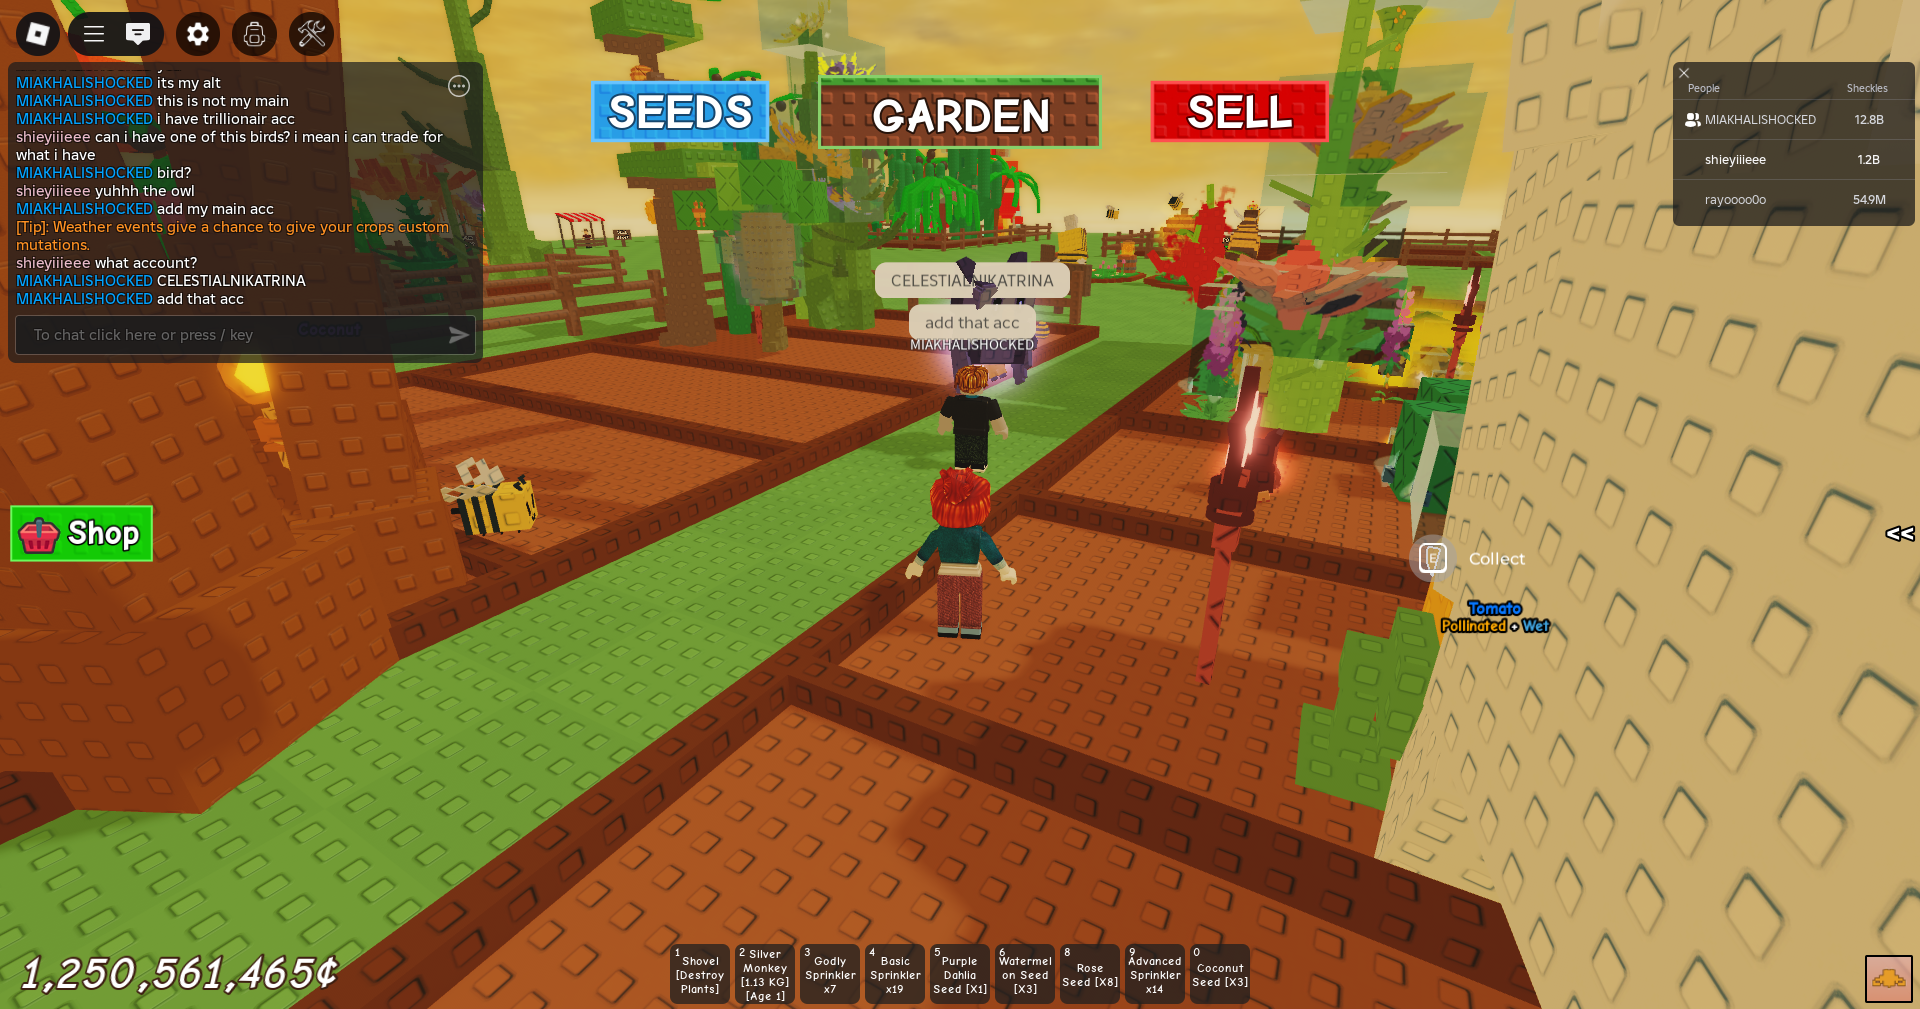 MIAKHALISHOCKED its my alt
MIAKHALISHOCKED this is not my main
MIAKHALISHOCKED i have trillionair acc
shieyiiieee can i have one of this birds? i mean i can trade for
what i have
MIAKHALISHOCKED bird?
shieyiiieee yuhhh the owl
MIAKHALISHOCKED add my main acc
[Tip]: Weather events give a chance to give your crops custom
mutations.
shieyiiieee what account?
MIAKHALISHOCKED CELESTIALNIKATRINA
MIAKHALISHOCKED add that acc
Coconut
To chat click here or press / key
SEEDS
GARDEN
SELL
People Sheckles
MIAKHALISHOCKED 12.8B
shieyiiieee 1.2B
rayoooo0o 54.9M
CELESTIALNIKATRINA
add that acc
MIAKHALISHOCKED
Shop
<<
E Collect
Tomato
Pollinated + Wet
1,250,561,465¢
1 Shovel
[Destroy
Plants]
2 Silver
Monkey
[1.13 KG]
[Age 1]
3 Godly
Sprinkler
x7
4 Basic
Sprinkler
x19
5 Purple
Dahlia
Seed [X1]
6 Watermel
on Seed
[X3]
8 Rose
Seed [X8]
9 Advanced
Sprinkler
x14
0 Coconut
Seed [X3]